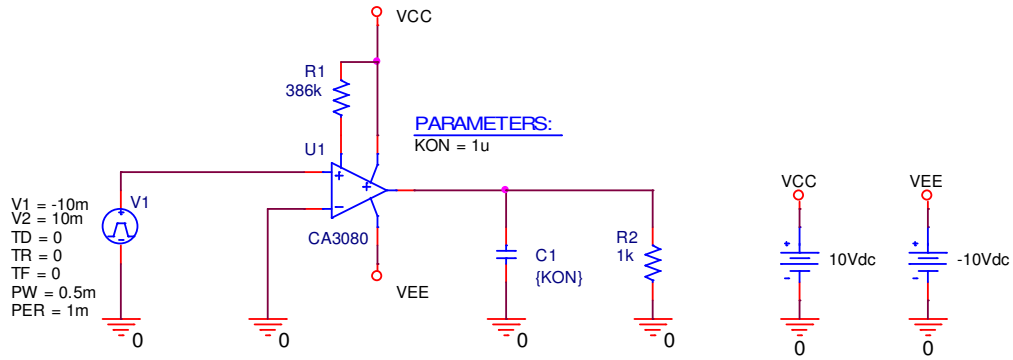 VCC
R1
386k
PARAMETERS:
KON = 1u
U1
CA3080
VEE
V1
V1 = -10m
V2 = 10m
TD = 0
TR = 0
TF = 0
PW = 0.5m
PER = 1m
0
0
C1
{KON}
0
R2
1k
0
VCC
10Vdc
0
VEE
-10Vdc
0